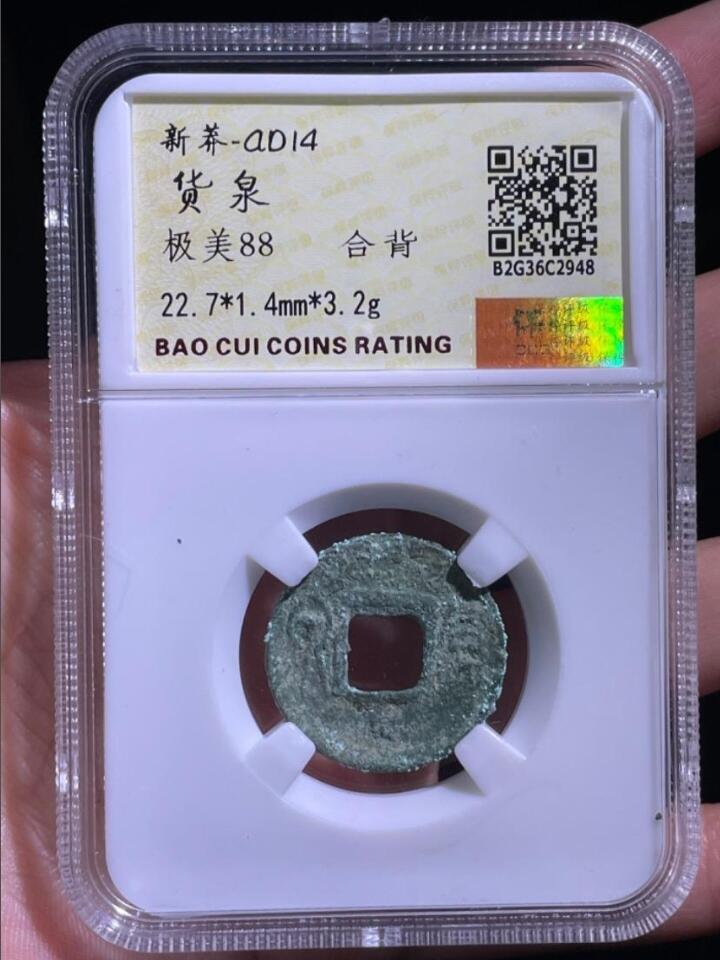 新莽-AD14
货泉
极美88 合背
22.7*1.4mm*3.2g
BAO CUI COINS RATING
B2G36C2948